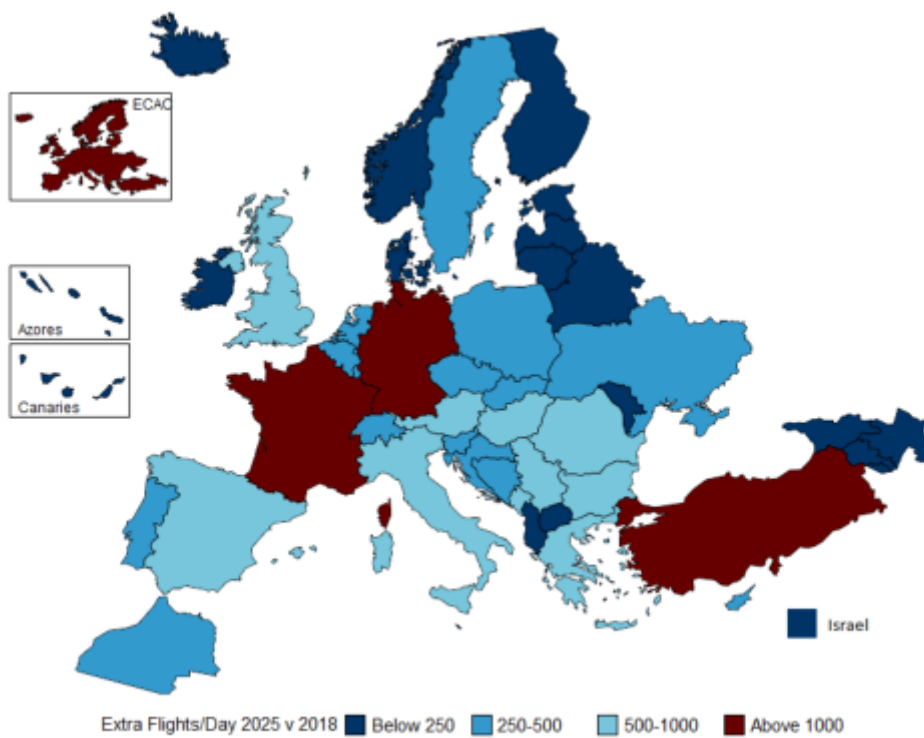 ECAC
Azores
Canaries
Israel
Extra Flights/Day 2025 v 2018 Below 250 250-500 500-1000 Above 1000